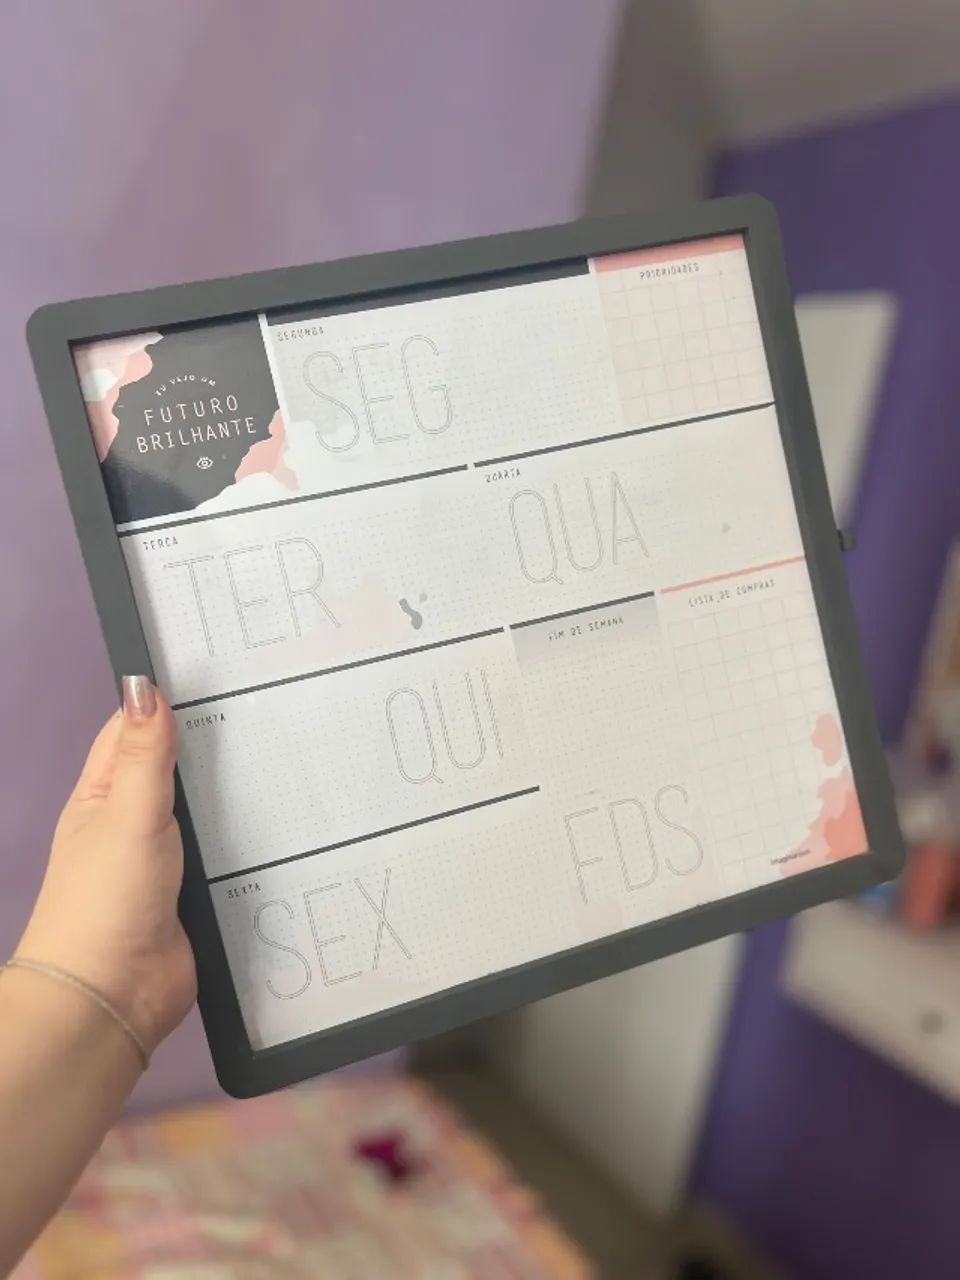 EU VEJO UM
FUTURO
BRILHANTE
SEGUNDA
SEG
PRIORIDADES
TERÇA
TER
QUARTA
QUA
QUINTA
QUI
FIM DE SEMANA
FDS
LISTA DE COMPRAS
SEXTA
SEX
imaginarium